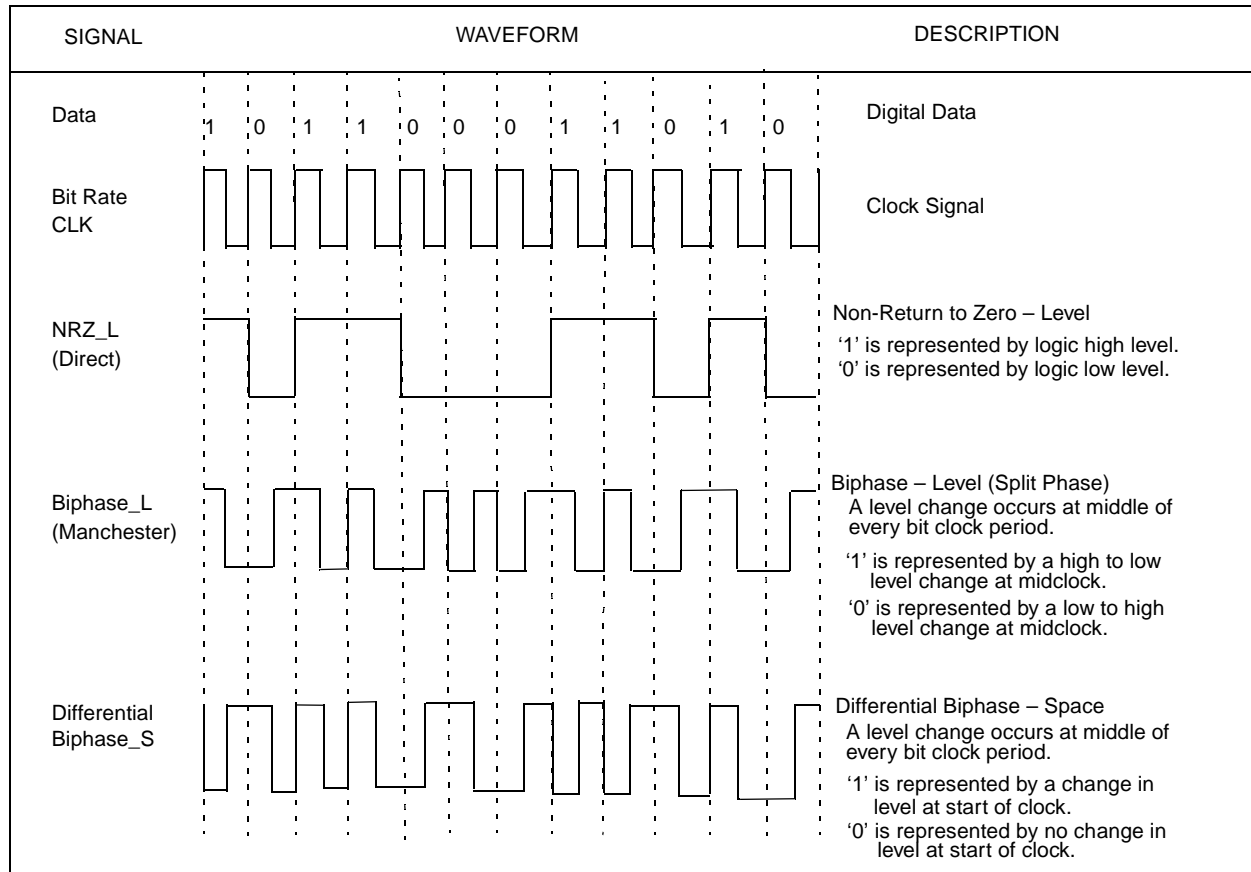 SIGNAL WAVEFORM DESCRIPTION
Data 1 0 1 1 0 0 0 1 1 0 1 0 Digital Data
Bit Rate
CLK
Clock Signal
NRZ_L
(Direct)
Non-Return to Zero – Level
‘1’ is represented by logic high level.
‘0’ is represented by logic low level.
Biphase_L
(Manchester)
Biphase – Level (Split Phase)
A level change occurs at middle of
every bit clock period.
‘1’ is represented by a high to low
level change at midclock.
‘0’ is represented by a low to high
level change at midclock.
Differential
Biphase_S
Differential Biphase – Space
A level change occurs at middle of
every bit clock period.
‘1’ is represented by a change in
level at start of clock.
‘0’ is represented by no change in
level at start of clock.